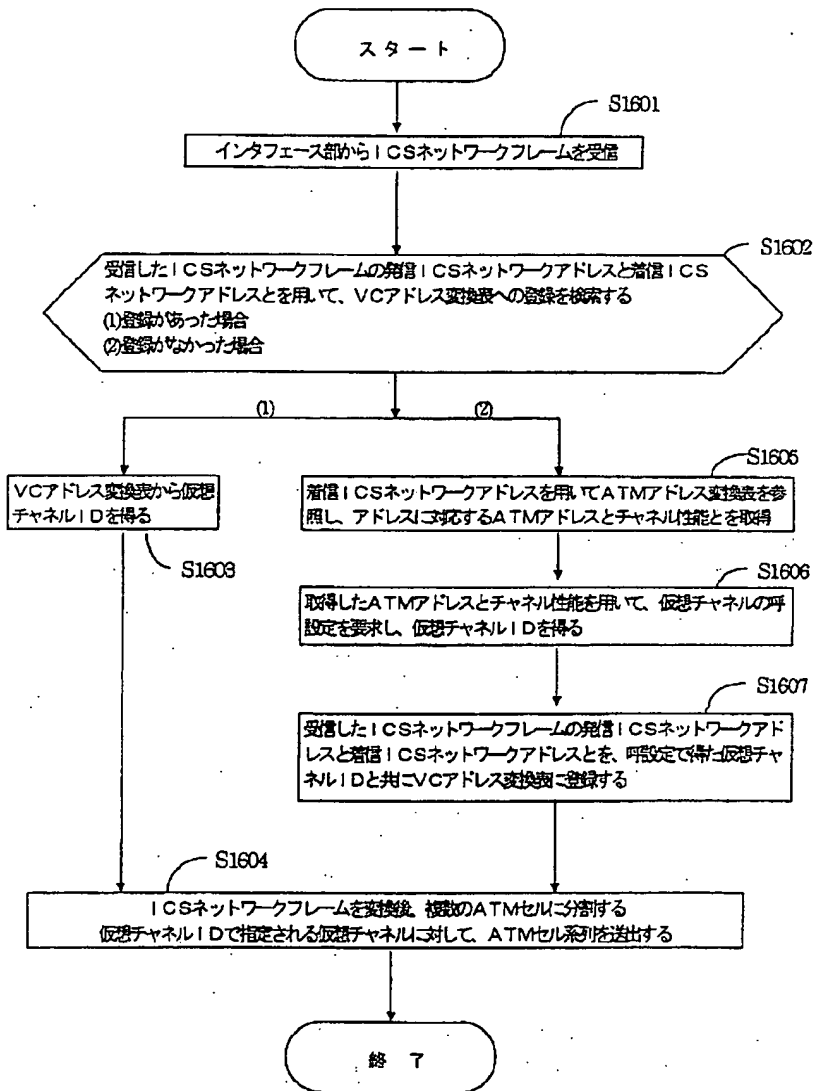 スタート
S1601
インタフェース部からICSネットワークフレームを受信
S1602
受信したICSネットワークフレームの発信ICSネットワークアドレスと着信ICS
ネットワークアドレスとを用いて、VCアドレス変換表への登録を検索する
(1)登録があった場合
(2)登録がなかった場合
(1)
(2)
VCアドレス変換表から仮想
チャネルIDを得る
S1603
S1605
着信ICSネットワークアドレスを用いてATMアドレス変換表を参
照し、アドレスに対応するATMアドレスとチャネル性能とを取得
S1606
取得したATMアドレスとチャネル性能を用いて、仮想チャネルの呼
設定を要求し、仮想チャネルIDを得る
S1607
受信したICSネットワークフレームの発信ICSネットワークアド
レスと着信ICSネットワークアドレスとを、呼設定で得た仮想チャ
ネルIDと共にVCアドレス変換表に登録する
S1604
ICSネットワークフレームを変換後、複数のATMセルに分割する
仮想チャネルIDで指定される仮想チャネルに対して、ATMセル系列を送出する
終了